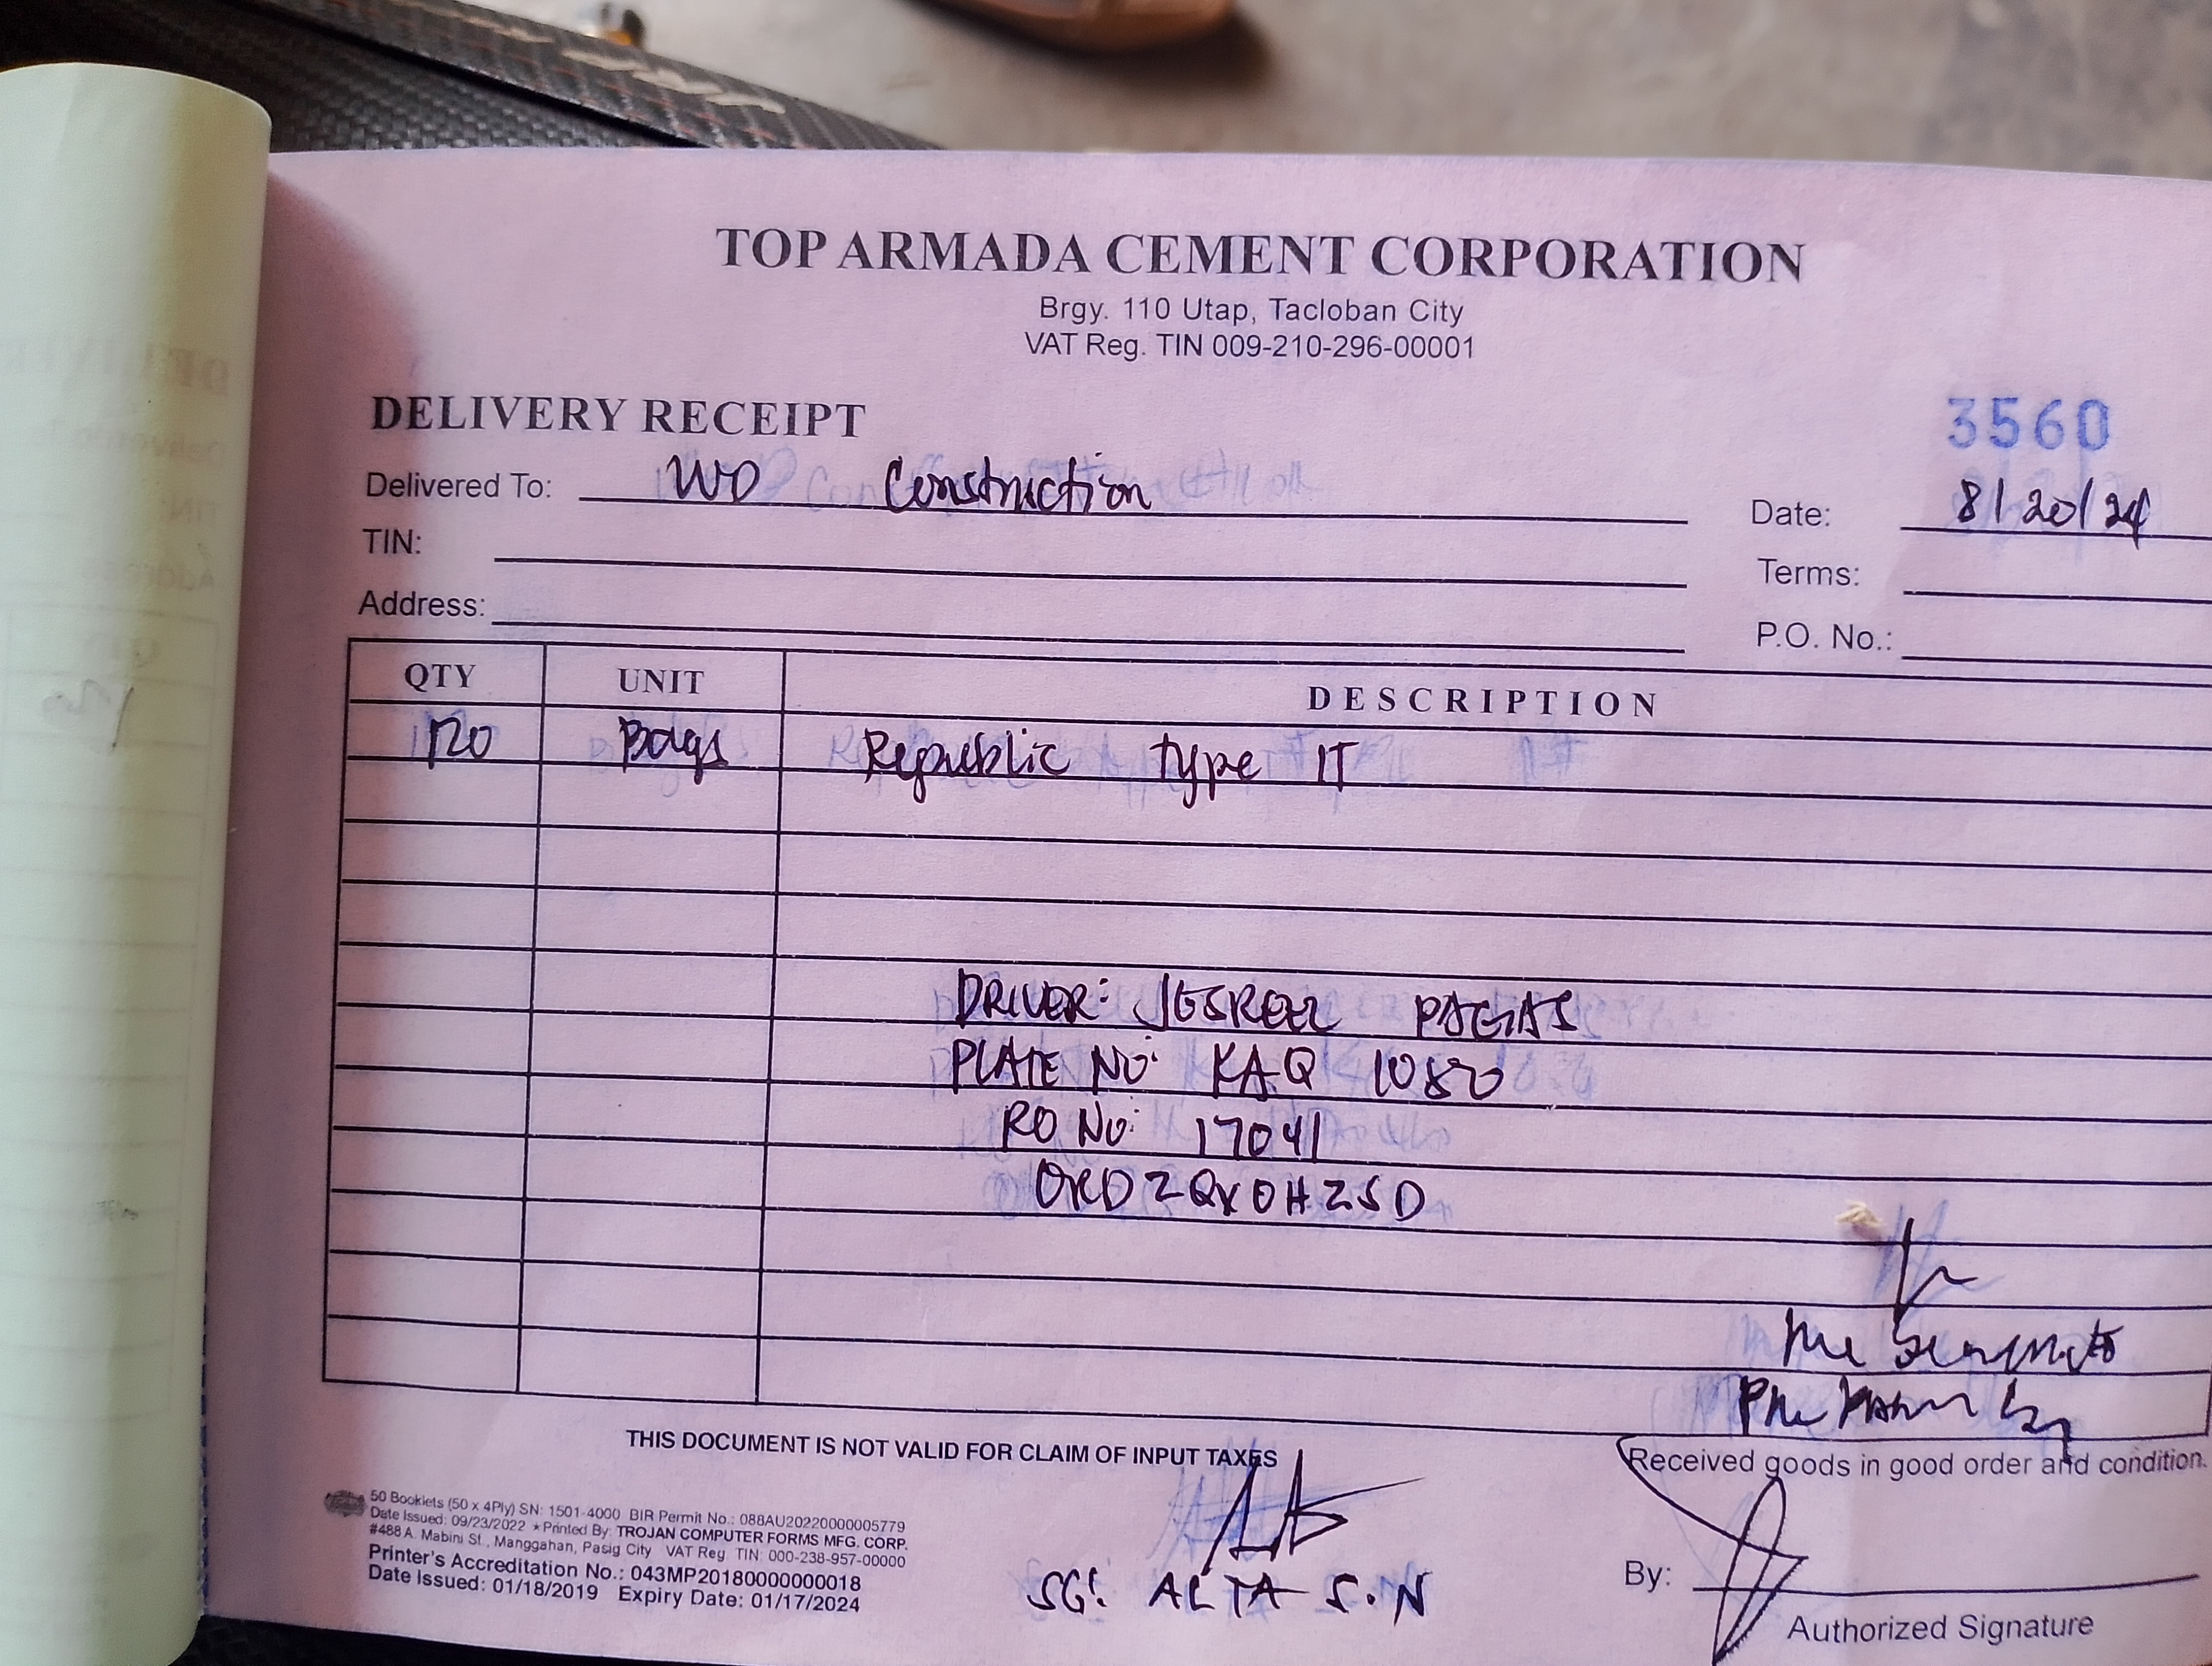 TOP ARMADA CEMENT CORPORATION
Brgy. 110 Utap, Tacloban City
VAT Reg. TIN 009-210-296-00001
DELIVERY RECEIPT
3560
Delivered To: WD Construction
Date: 8/20/24
TIN:
Terms:
Address:
P.O. No.:
QTY UNIT DESCRIPTION
120 Bags Republic Type 1T
DRIVER: JESREEL PAGAS
PLATE No: KAQ 1080
RO No: 17041
ORD2QX0HZSD
THIS DOCUMENT IS NOT VALID FOR CLAIM OF INPUT TAXES
Received goods in good order and condition.
50 Booklets (50 x 4Ply) SN: 1501-4000 BIR Permit No.: 088AU20220000005779
Date Issued: 09/23/2022 *Printed By: TROJAN COMPUTER FORMS MFG. CORP.
#488 A. Mabini St., Manggahan, Pasig City VAT Reg. TIN: 000-238-957-00000
Printer's Accreditation No.: 043MP20180000000018
Date Issued: 01/18/2019 Expiry Date: 01/17/2024
SG: ALTA S.N
By:
Authorized Signature